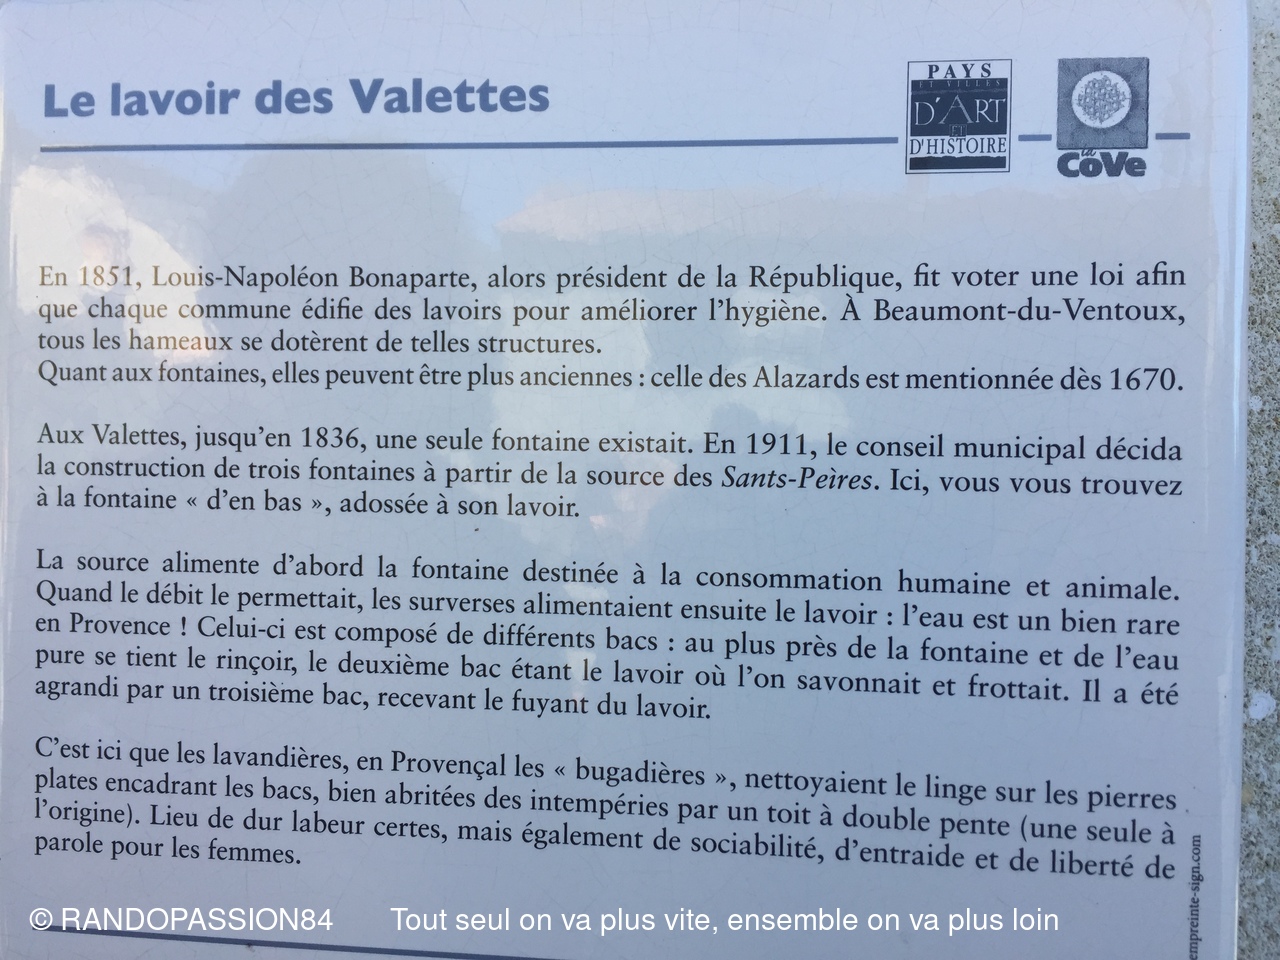 Le lavoir des Valettes
PAYS
ET VILLES
D'ART
ET
D'HISTOIRE
la
CoVe
En 1851, Louis-Napoléon Bonaparte, alors président de la République, fit voter une loi afin
que chaque commune édifie des lavoirs pour améliorer l'hygiène. À Beaumont-du-Ventoux,
tous les hameaux se dotèrent de telles structures.
Quant aux fontaines, elles peuvent être plus anciennes : celle des Alazards est mentionnée dès 1670.
Aux Valettes, jusqu'en 1836, une seule fontaine existait. En 1911, le conseil municipal décida
la construction de trois fontaines à partir de la source des Sants-Peìres. Ici, vous vous trouvez
à la fontaine « d'en bas », adossée à son lavoir.
La source alimente d'abord la fontaine destinée à la consommation humaine et animale.
Quand le débit le permettait, les surverses alimentaient ensuite le lavoir : l'eau est un bien rare
en Provence ! Celui-ci est composé de différents bacs : au plus près de la fontaine et de l'eau
pure se tient le rinçoir, le deuxième bac étant le lavoir où l'on savonnait et frottait. Il a été
agrandi par un troisième bac, recevant le fuyant du lavoir.
C'est ici que les lavandières, en Provençal les « bugadières », nettoyaient le linge sur les pierres
plates encadrant les bacs, bien abritées des intempéries par un toit à double pente (une seule à
l'origine). Lieu de dur labeur certes, mais également de sociabilité, d'entraide et de liberté de
parole pour les femmes.
empreinte-sign.com
© RANDOPASSION84 Tout seul on va plus vite, ensemble on va plus loin